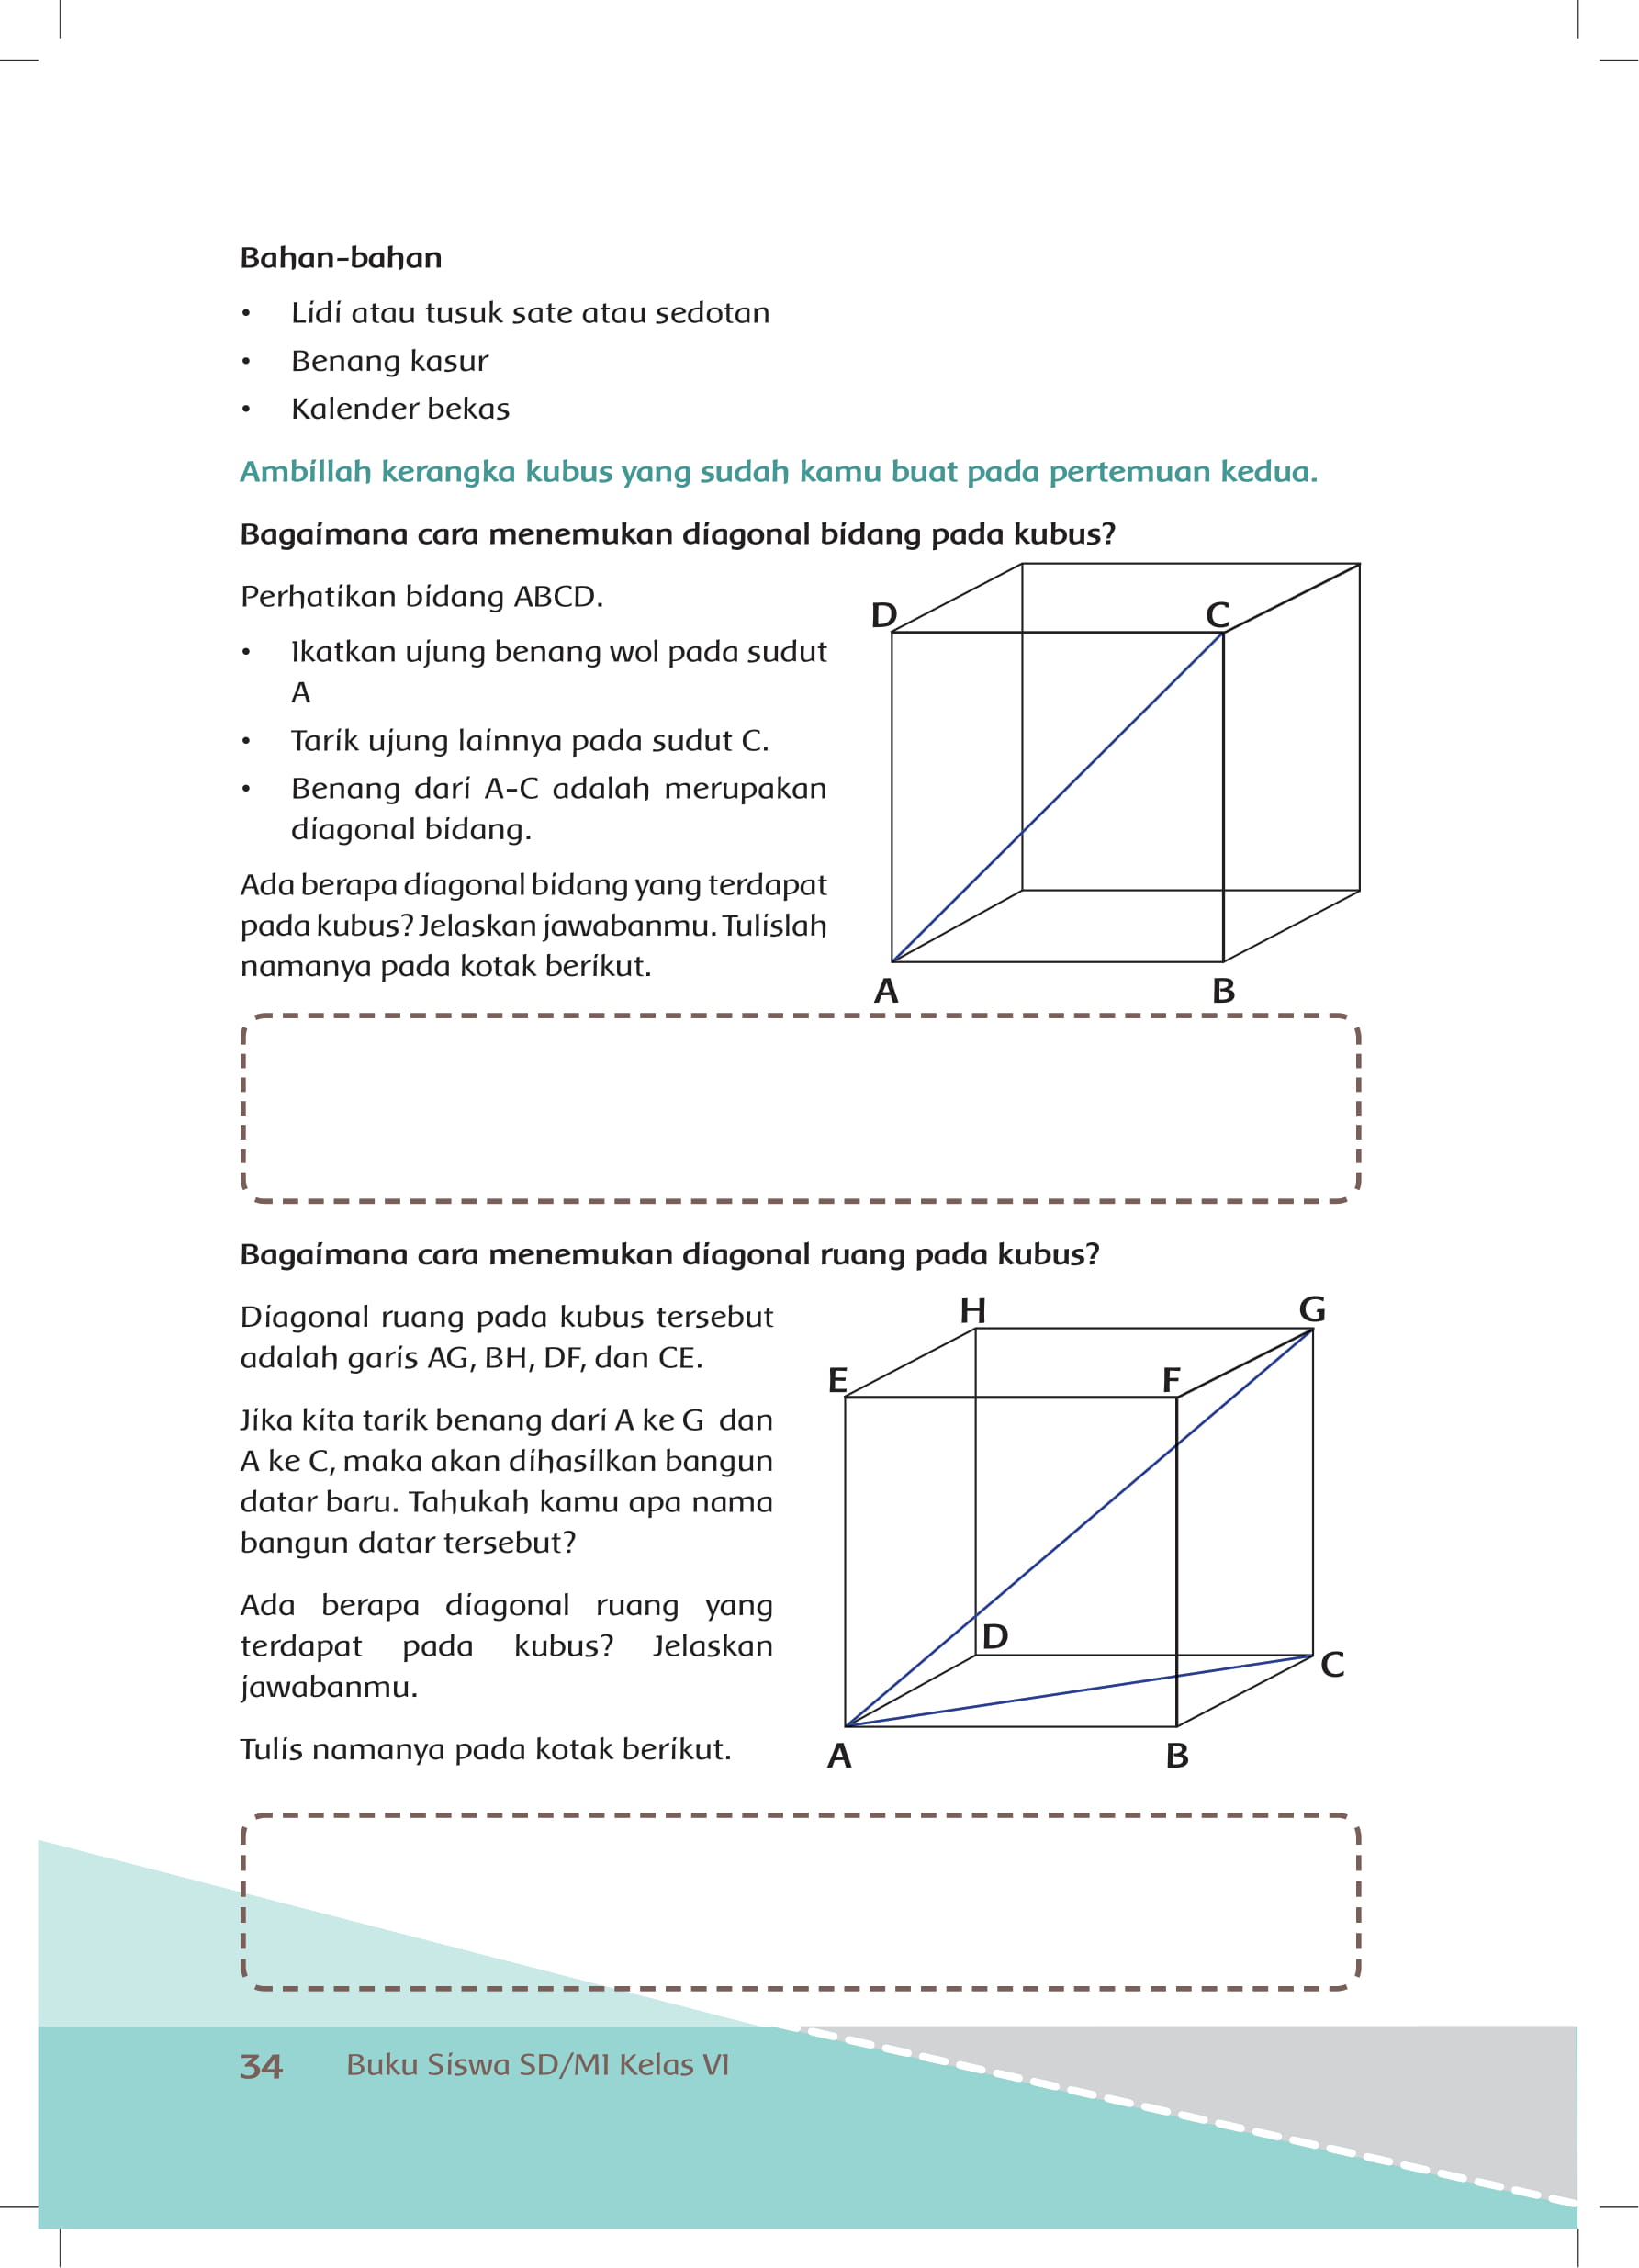 Bahan-bahan
• Lidi atau tusuk sate atau sedotan
• Benang kasur
• Kalender bekas
Ambillah kerangka kubus yang sudah kamu buat pada pertemuan kedua.
Bagaimana cara menemukan diagonal bidang pada kubus?
Perhatikan bidang ABCD.
• Ikatkan ujung benang wol pada sudut
A
• Tarik ujung lainnya pada sudut C.
• Benang dari A-C adalah merupakan
diagonal bidang.
Ada berapa diagonal bidang yang terdapat
pada kubus? Jelaskan jawabanmu. Tulislah
namanya pada kotak berikut.
D C
A B
Bagaimana cara menemukan diagonal ruang pada kubus?
Diagonal ruang pada kubus tersebut
adalah garis AG, BH, DF, dan CE.
Jika kita tarik benang dari A ke G dan
A ke C, maka akan dihasilkan bangun
datar baru. Tahukah kamu apa nama
bangun datar tersebut?
Ada berapa diagonal ruang yang
terdapat pada kubus? Jelaskan
jawabanmu.
Tulis namanya pada kotak berikut.
H G
E F
D C
A B
34 Buku Siswa SD/MI Kelas VI